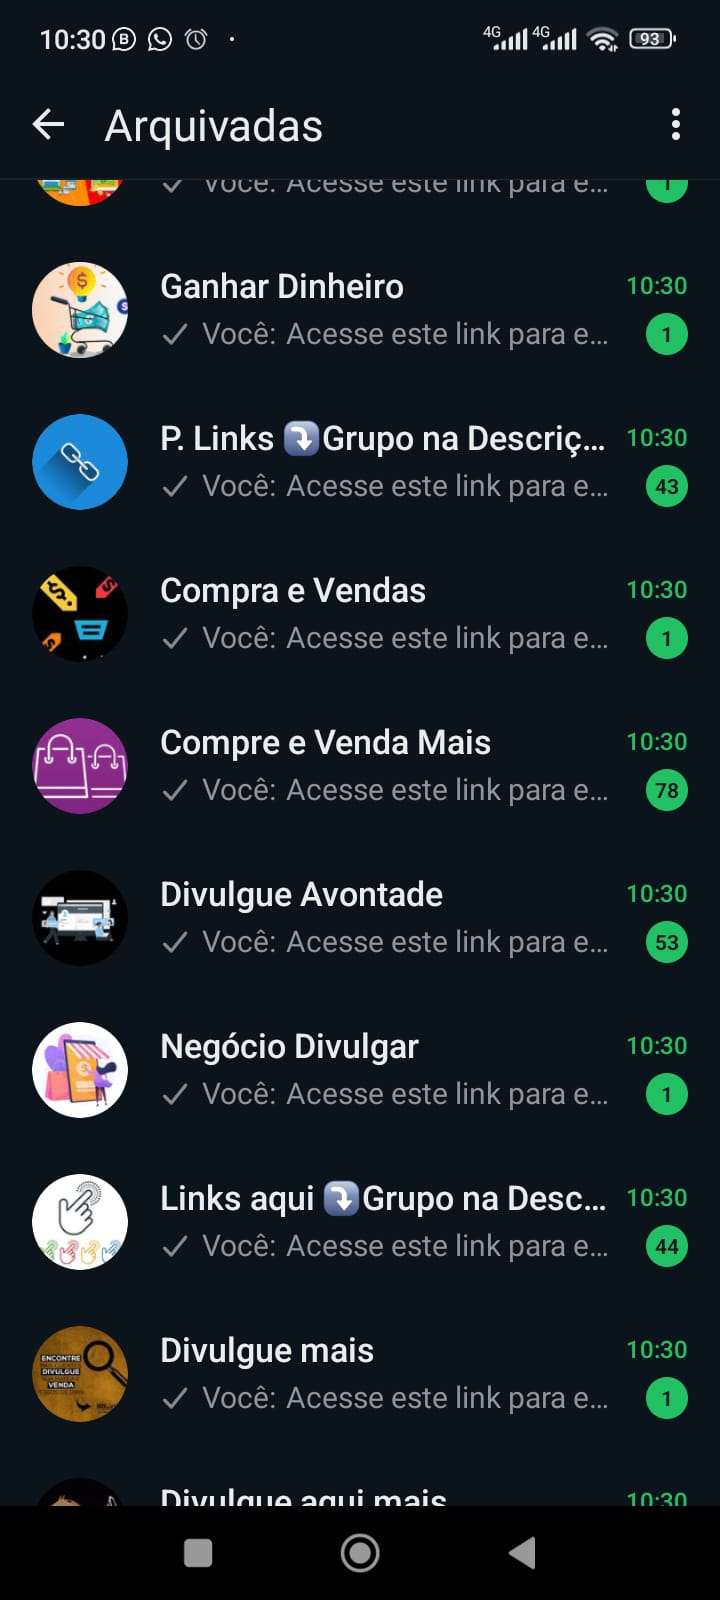 10:30
4G 4G 93
Arquivadas
Você: Acesse este link para e...
1
Ganhar Dinheiro 10:30
Você: Acesse este link para e... 1
P. Links ⤵️Grupo na Descriç... 10:30
Você: Acesse este link para e... 43
Compra e Vendas 10:30
Você: Acesse este link para e... 1
Compre e Venda Mais 10:30
Você: Acesse este link para e... 78
Divulgue Avontade 10:30
Você: Acesse este link para e... 53
Negócio Divulgar 10:30
Você: Acesse este link para e... 1
Links aqui ⤵️Grupo na Desc... 10:30
Você: Acesse este link para e... 44
Divulgue mais 10:30
Você: Acesse este link para e... 1
ENCONTRE
DIVULGUE
VENDA
Divulgue aqui mais 10:30